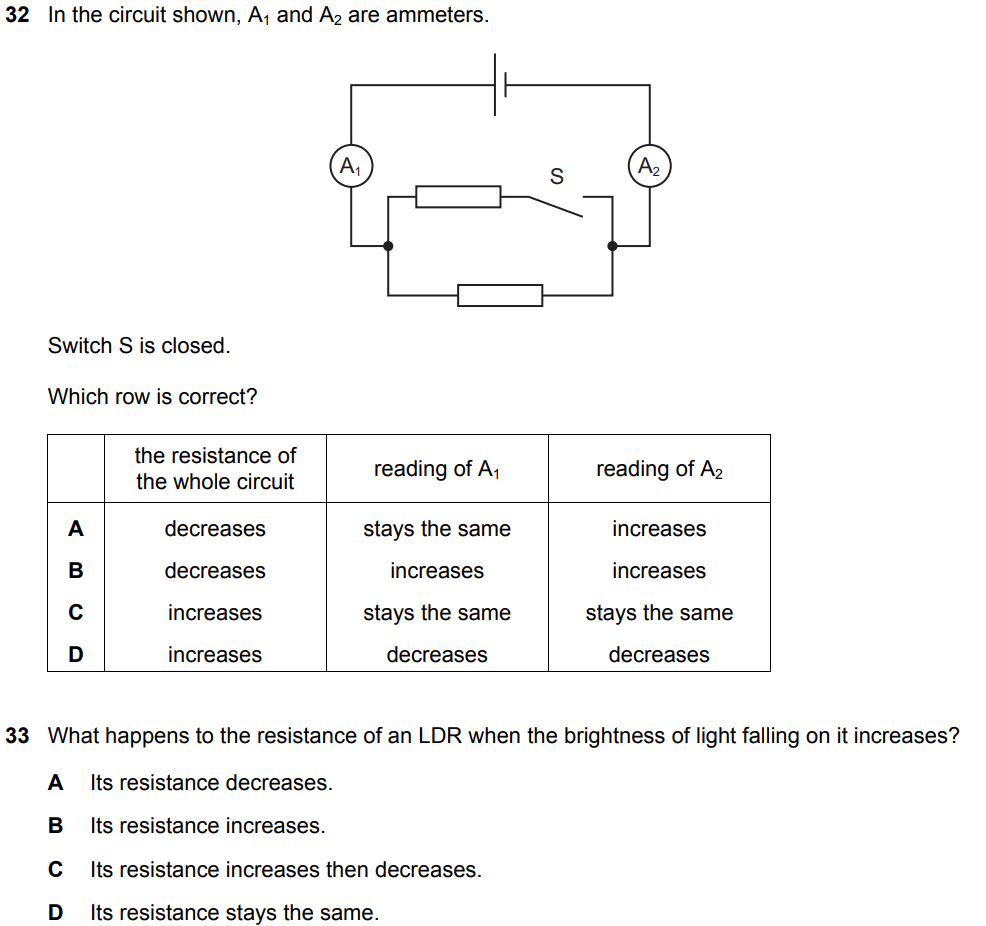 32 In the circuit shown, A₁ and A₂ are ammeters.
A₁
S
A₂
Switch S is closed.
Which row is correct?
the resistance of
the whole circuit
reading of A₁
reading of A₂
A decreases stays the same increases
B decreases increases increases
C increases stays the same stays the same
D increases decreases decreases
33 What happens to the resistance of an LDR when the brightness of light falling on it increases?
A Its resistance decreases.
B Its resistance increases.
C Its resistance increases then decreases.
D Its resistance stays the same.